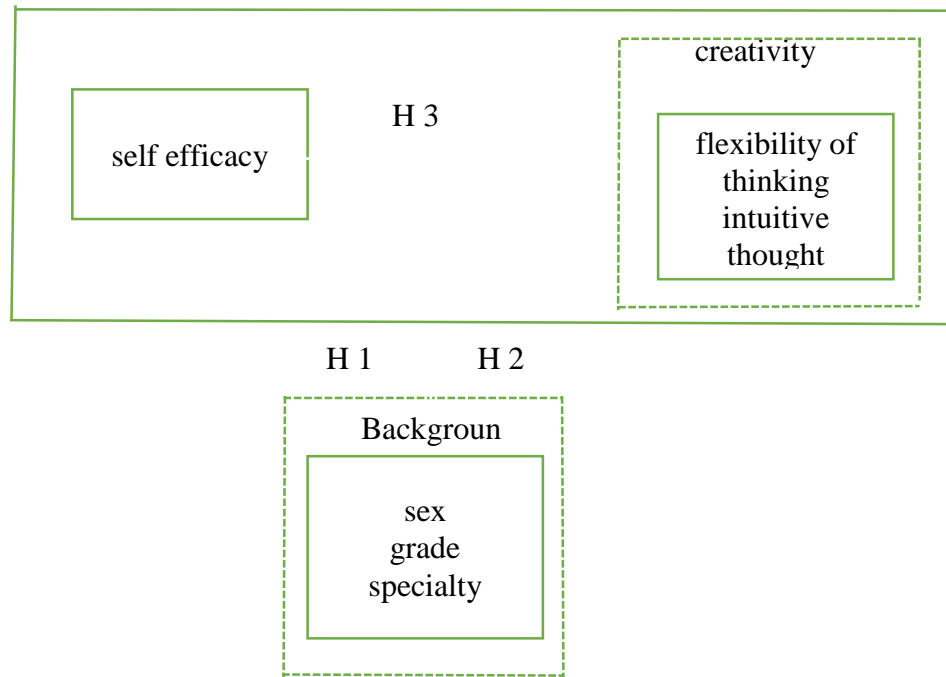 creativity
self efficacy
H 3
flexibility of
thinking
intuitive
thought
H 1 H 2
Backgroun
sex
grade
specialty